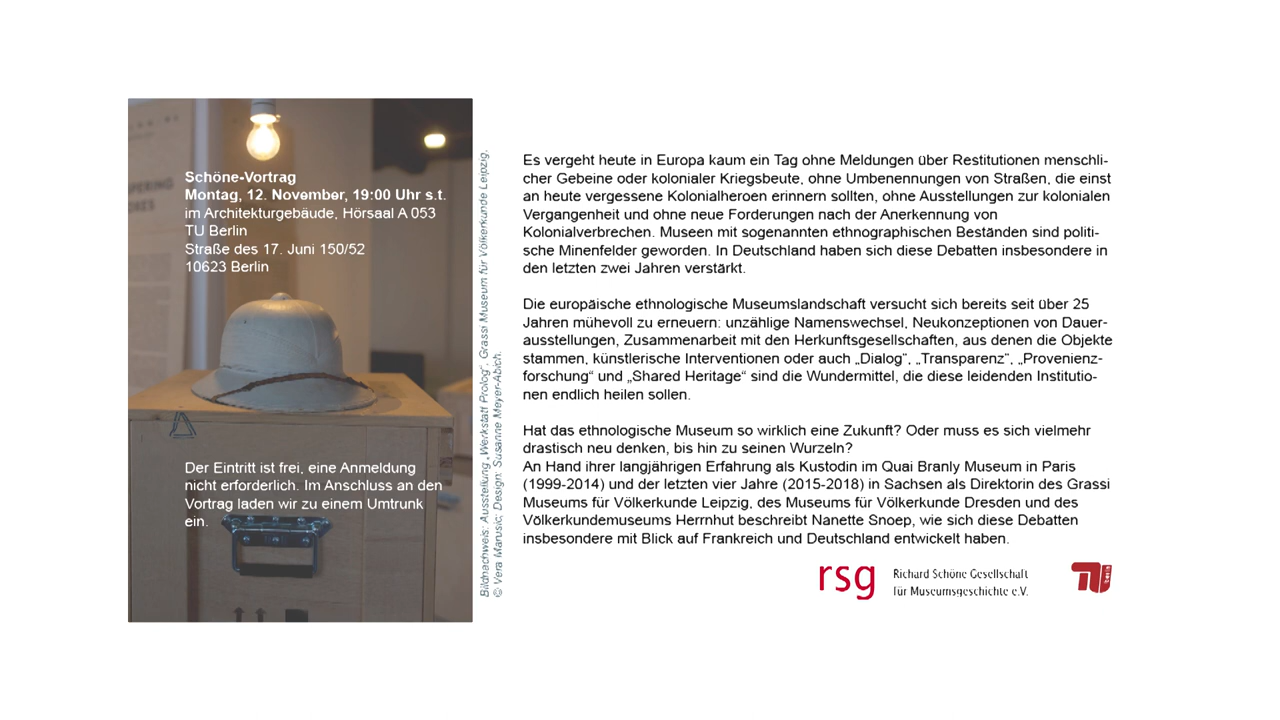 Schöne-Vortrag
Montag, 12. November, 19:00 Uhr s.t.
im Architekturgebäude, Hörsaal A 053
TU Berlin
Straße des 17. Juni 150/52
10623 Berlin
Der Eintritt ist frei, eine Anmeldung
nicht erforderlich. Im Anschluss an den
Vortrag laden wir zu einem Umtrunk
ein.
Bildnachweis: Ausstellung „Werkstatt Prolog“, Grassi Museum für Völkerkunde Leipzig,
© Vera Marusic; Design: Susanne Meyer-Abich.
Es vergeht heute in Europa kaum ein Tag ohne Meldungen über Restitutionen menschli-
cher Gebeine oder kolonialer Kriegsbeute, ohne Umbenennungen von Straßen, die einst
an heute vergessene Kolonialheroen erinnern sollten, ohne Ausstellungen zur kolonialen
Vergangenheit und ohne neue Forderungen nach der Anerkennung von
Kolonialverbrechen. Museen mit sogenannten ethnographischen Beständen sind politi-
sche Minenfelder geworden. In Deutschland haben sich diese Debatten insbesondere in
den letzten zwei Jahren verstärkt.
Die europäische ethnologische Museumslandschaft versucht sich bereits seit über 25
Jahren mühevoll zu erneuern: unzählige Namenswechsel, Neukonzeptionen von Dauer-
ausstellungen, Zusammenarbeit mit den Herkunftsgesellschaften, aus denen die Objekte
stammen, künstlerische Interventionen oder auch „Dialog“, „Transparenz“, „Provenienz-
forschung“ und „Shared Heritage“ sind die Wundermittel, die diese leidenden Institutio-
nen endlich heilen sollen.
Hat das ethnologische Museum so wirklich eine Zukunft? Oder muss es sich vielmehr
drastisch neu denken, bis hin zu seinen Wurzeln?
An Hand ihrer langjährigen Erfahrung als Kustodin im Quai Branly Museum in Paris
(1999-2014) und der letzten vier Jahre (2015-2018) in Sachsen als Direktorin des Grassi
Museums für Völkerkunde Leipzig, des Museums für Völkerkunde Dresden und des
Völkerkundemuseums Herrnhut beschreibt Nanette Snoep, wie sich diese Debatten
insbesondere mit Blick auf Frankreich und Deutschland entwickelt haben.
rsg
Richard Schöne Gesellschaft
für Museumsgeschichte e.V.
TU berlin